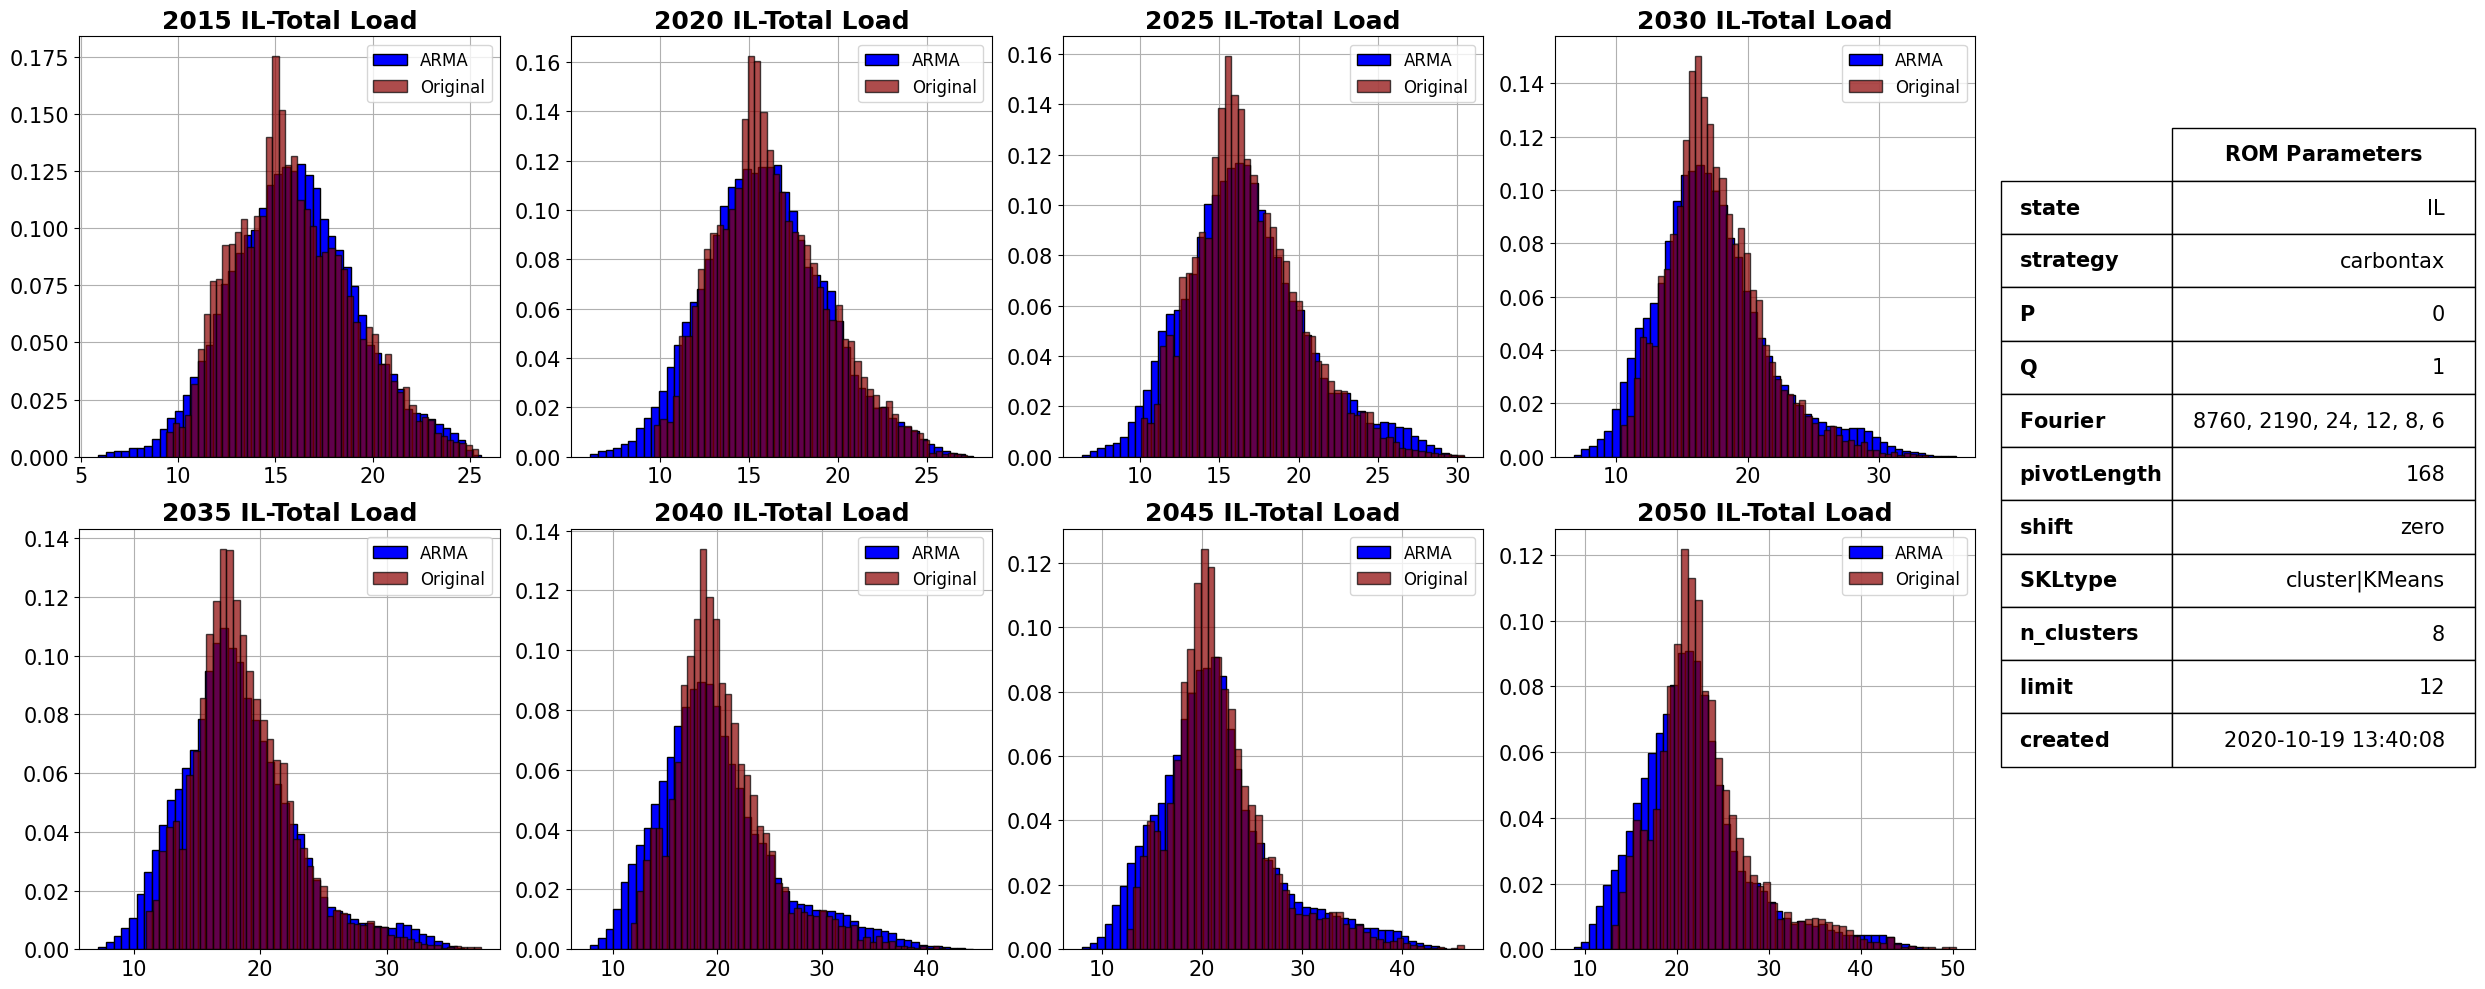 2015 IL-Total Load
0.175
0.150
0.125
0.100
0.075
0.050
0.025
0.000
5 10 15 20 25
ARMA
Original
2020 IL-Total Load
0.16
0.14
0.12
0.10
0.08
0.06
0.04
0.02
0.00
10 15 20 25
ARMA
Original
2025 IL-Total Load
0.16
0.14
0.12
0.10
0.08
0.06
0.04
0.02
0.00
10 15 20 25 30
ARMA
Original
2030 IL-Total Load
0.14
0.12
0.10
0.08
0.06
0.04
0.02
0.00
10 20 30
ARMA
Original
2035 IL-Total Load
0.14
0.12
0.10
0.08
0.06
0.04
0.02
0.00
10 20 30
ARMA
Original
2040 IL-Total Load
0.14
0.12
0.10
0.08
0.06
0.04
0.02
0.00
10 20 30 40
ARMA
Original
2045 IL-Total Load
0.12
0.10
0.08
0.06
0.04
0.02
0.00
10 20 30 40
ARMA
Original
2050 IL-Total Load
0.12
0.10
0.08
0.06
0.04
0.02
0.00
10 20 30 40 50
ARMA
Original
ROM Parameters
state IL
strategy carbontax
P 0
Q 1
Fourier 8760, 2190, 24, 12, 8, 6
pivotLength 168
shift zero
SKLtype cluster|KMeans
n_clusters 8
limit 12
created 2020-10-19 13:40:08